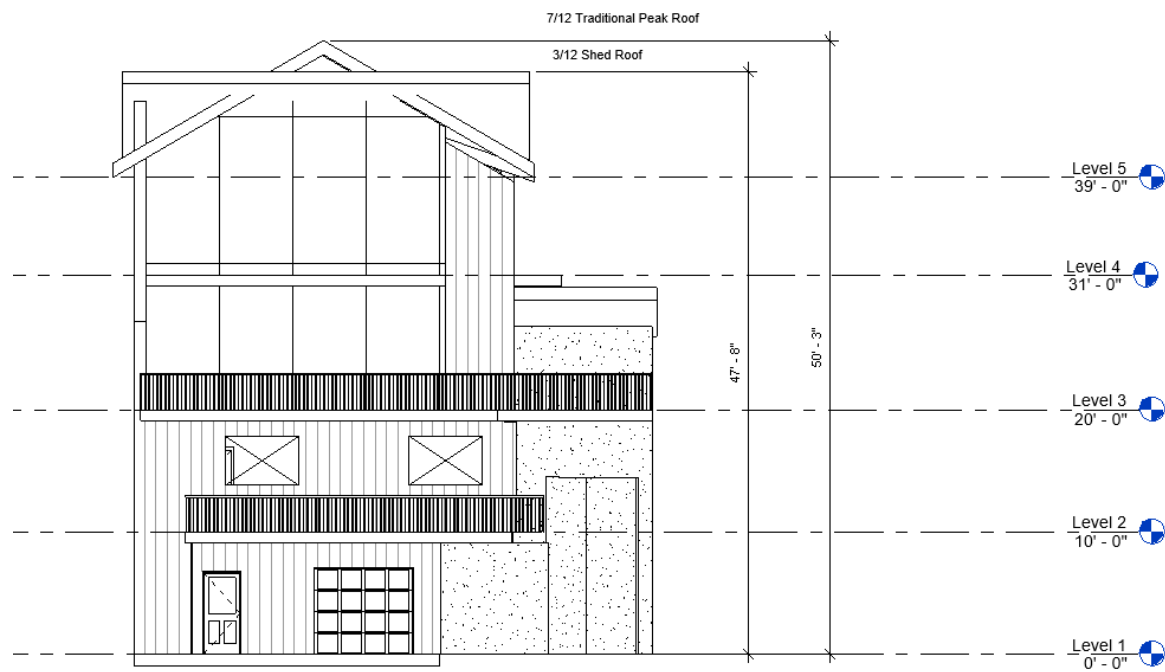 7/12 Traditional Peak Roof
3/12 Shed Roof
Level 5
39' - 0"
Level 4
31' - 0"
47' - 8"
50' - 3"
Level 3
20' - 0"
Level 2
10' - 0"
Level 1
0' - 0"